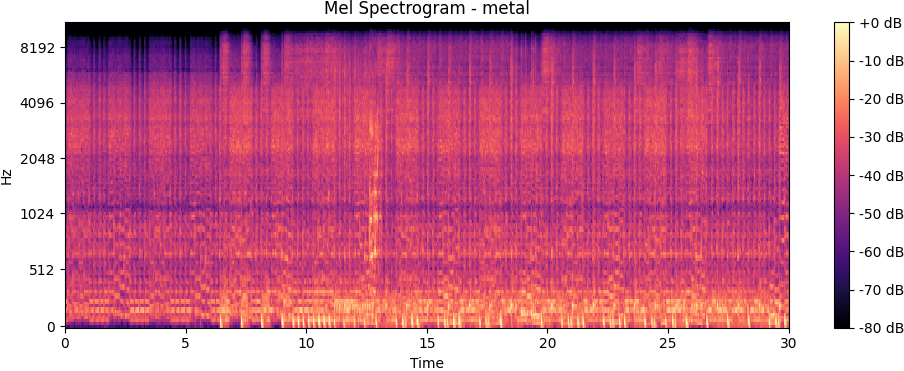 Mel Spectrogram - metal
Hz
8192
4096
2048
1024
512
0
0 5 10 15 20 25 30
Time
+0 dB
-10 dB
-20 dB
-30 dB
-40 dB
-50 dB
-60 dB
-70 dB
-80 dB